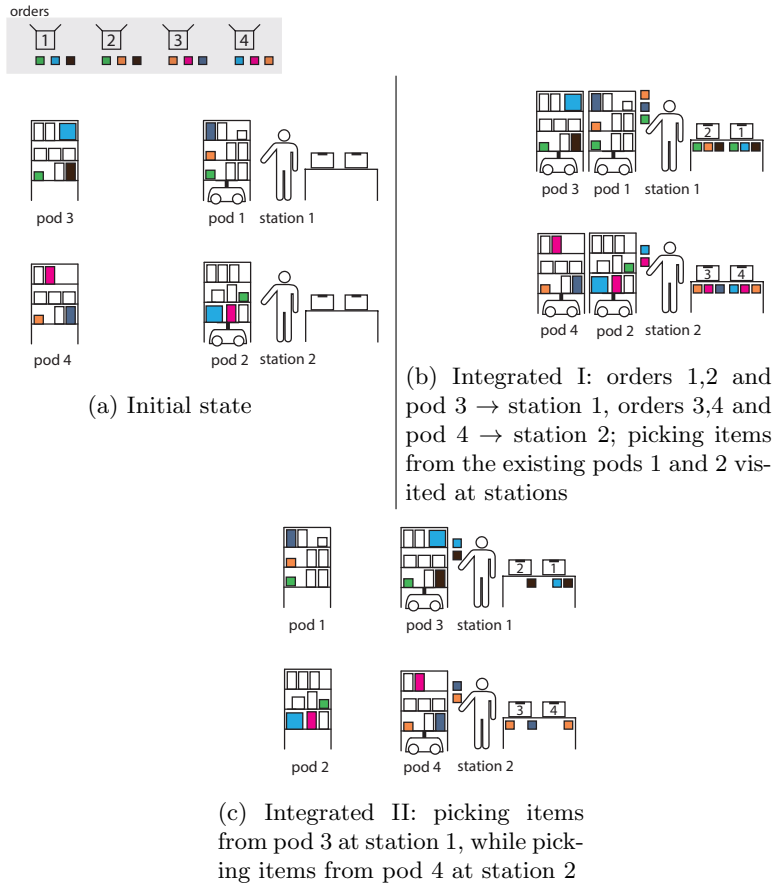 orders
1 2 3 4
pod 3 pod 1 station 1
pod 4 pod 2 station 2
(a) Initial state
2 1
pod 3 pod 1 station 1
3 4
pod 4 pod 2 station 2
(b) Integrated I: orders 1,2 and
pod 3 → station 1, orders 3,4 and
pod 4 → station 2; picking items
from the existing pods 1 and 2 vis-
ited at stations
2 1
pod 1 pod 3 station 1
3 4
pod 2 pod 4 station 2
(c) Integrated II: picking items
from pod 3 at station 1, while pick-
ing items from pod 4 at station 2